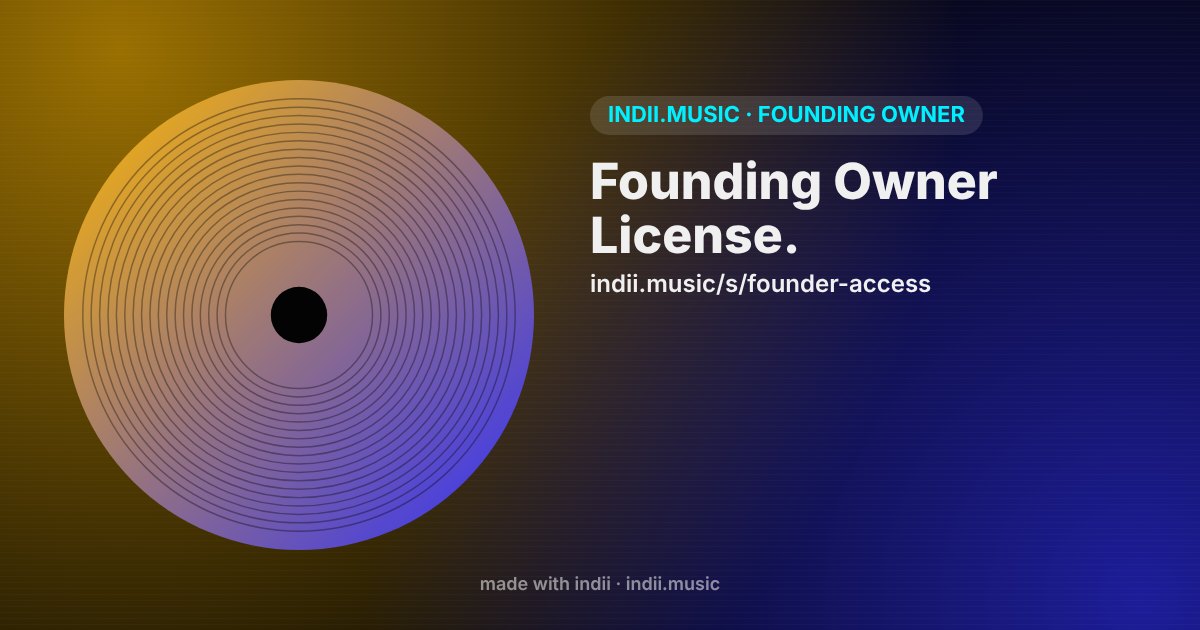 INDII.MUSIC · FOUNDING OWNER
Founding Owner
License.
indii.music/s/founder-access
made with indii · indii.music